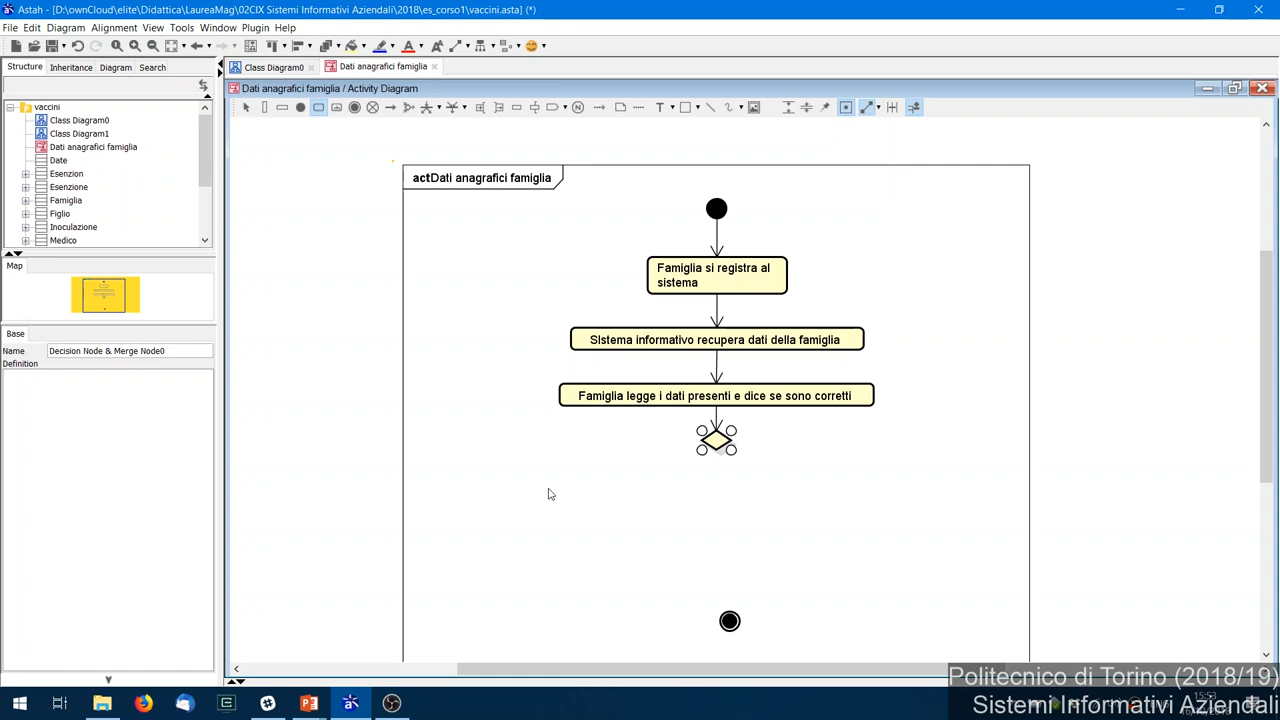 Astah - [D:\ownCloud\elite\Didattica\LaureaMag\02CIX Sistemi Informativi Aziendali\2018\es_corso1\vaccini.asta] (*)
File Edit Diagram Alignment View Tools Window Plugin Help
Structure Inheritance Diagram Search
Class Diagram0 Dati anagrafici famiglia
Dati anagrafici famiglia / Activity Diagram
vaccini
Class Diagram0
Class Diagram1
Dati anagrafici famiglia
Date
Esenzion
Esenzione
Famiglia
Figlio
Inoculazione
Medico
Map
Base
Name Decision Node & Merge Node0
Definition
actDati anagrafici famiglia
Famiglia si registra al
sistema
SIstema informativo recupera dati della famiglia
Famiglia legge i dati presenti e dice se sono corretti
Politecnico di Torino (2018/19)
15:53
Sistemi Informativi Aziendali